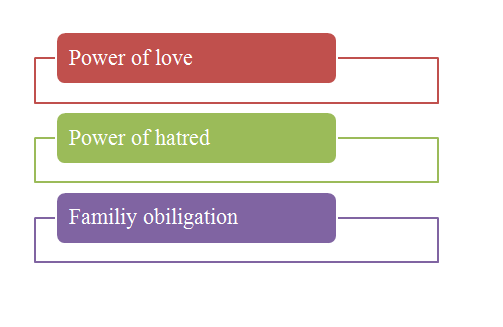 Power of love
Power of hatred
Familiy obiligation